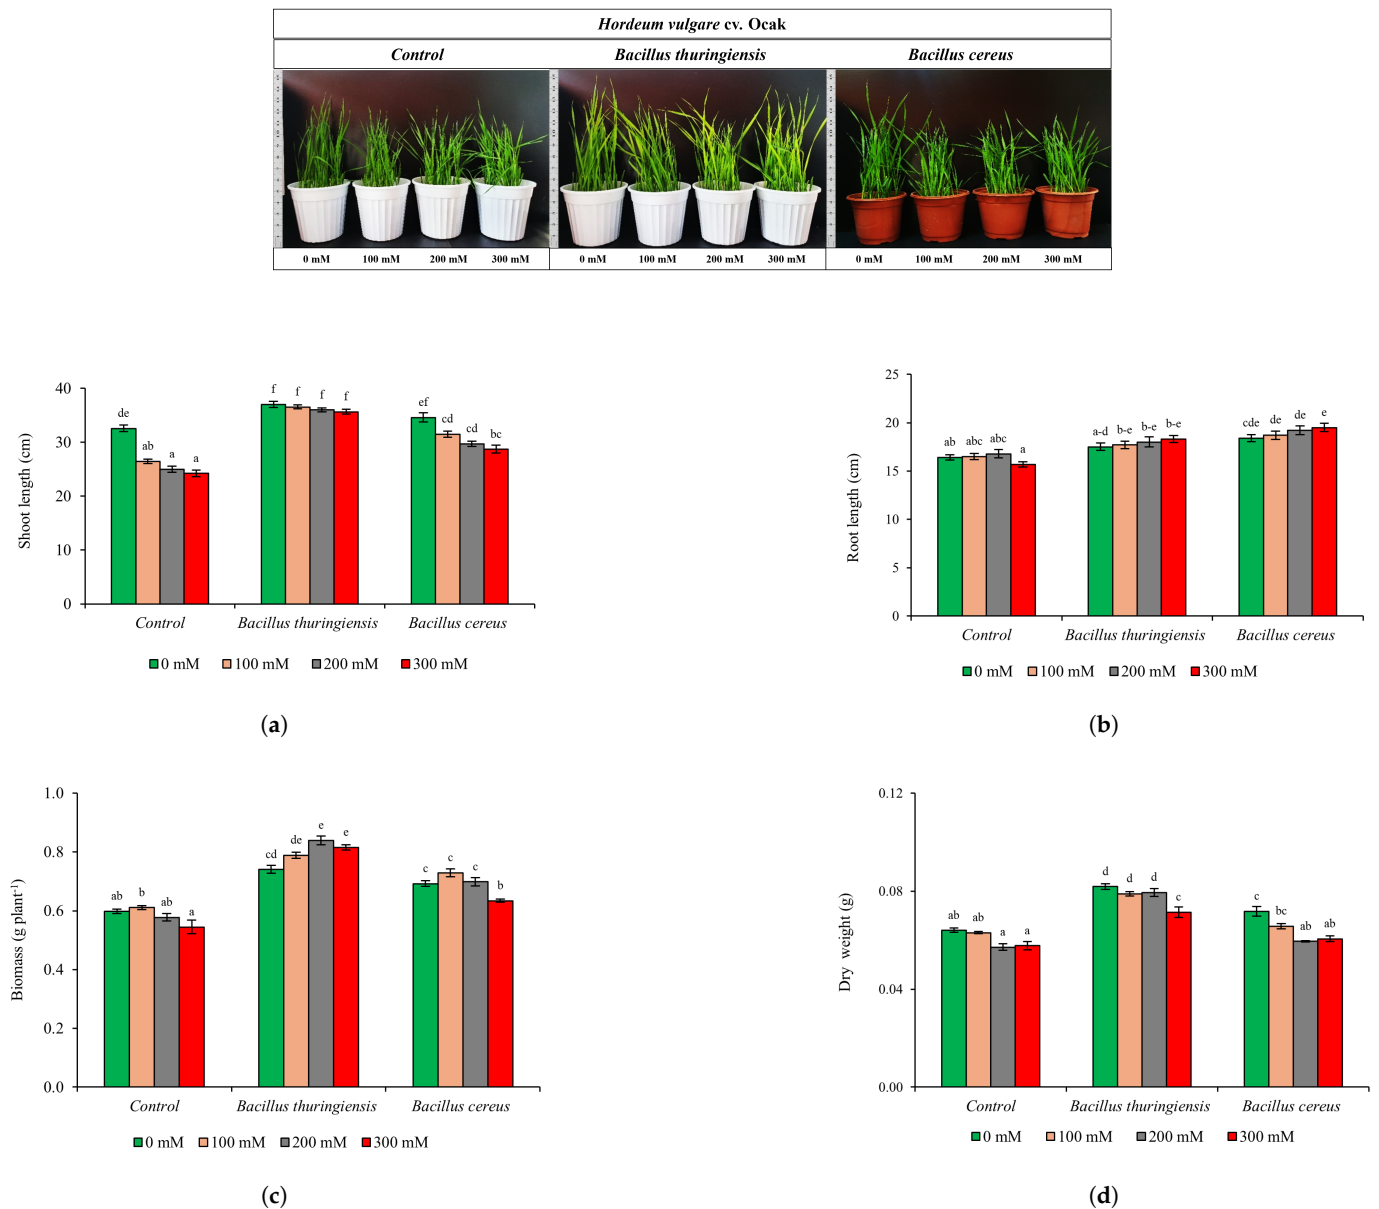 Hordeum vulgare cv. Ocak
Control Bacillus thuringiensis Bacillus cereus
0 mM 100 mM 200 mM 300 mM 0 mM 100 mM 200 mM 300 mM 0 mM 100 mM 200 mM 300 mM
Shoot length (cm)
40
30
20
10
0
de ab a a f f f f ef cd cd bc
Control Bacillus thuringiensis Bacillus cereus
0 mM 100 mM 200 mM 300 mM
(a)
Root length (cm)
25
20
15
10
5
0
ab abc abc a a-d b-e b-e b-e cde de de e
Control Bacillus thuringiensis Bacillus cereus
0 mM 100 mM 200 mM 300 mM
(b)
Biomass (g plant⁻¹)
1.0
0.8
0.6
0.4
0.2
0.0
ab b ab a cd de e e c c c b
Control Bacillus thuringiensis Bacillus cereus
0 mM 100 mM 200 mM 300 mM
(c)
Dry weight (g)
0.12
0.08
0.04
0.00
ab ab a a d d d c c bc ab ab
Control Bacillus thuringiensis Bacillus cereus
0 mM 100 mM 200 mM 300 mM
(d)